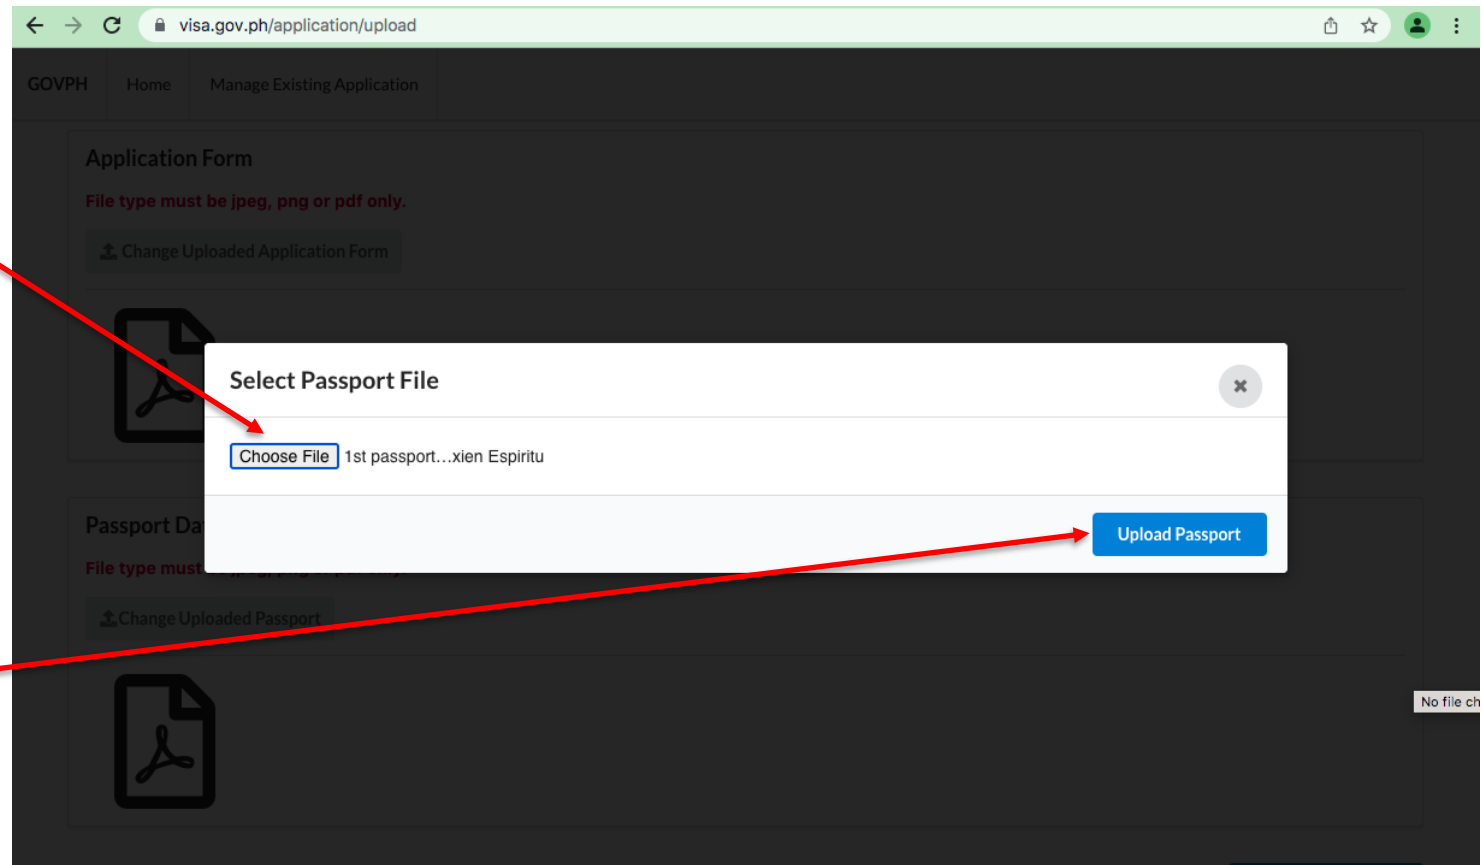 visa.gov.ph/application/upload
GOVPH Home Manage Existing Application
Application Form
File type must be jpeg, png or pdf only.
Change Uploaded Application Form
Select Passport File
Choose File 1st passport...xien Espiritu
Upload Passport
Passport Da
File type must
Change Uploaded Passport
No file ch